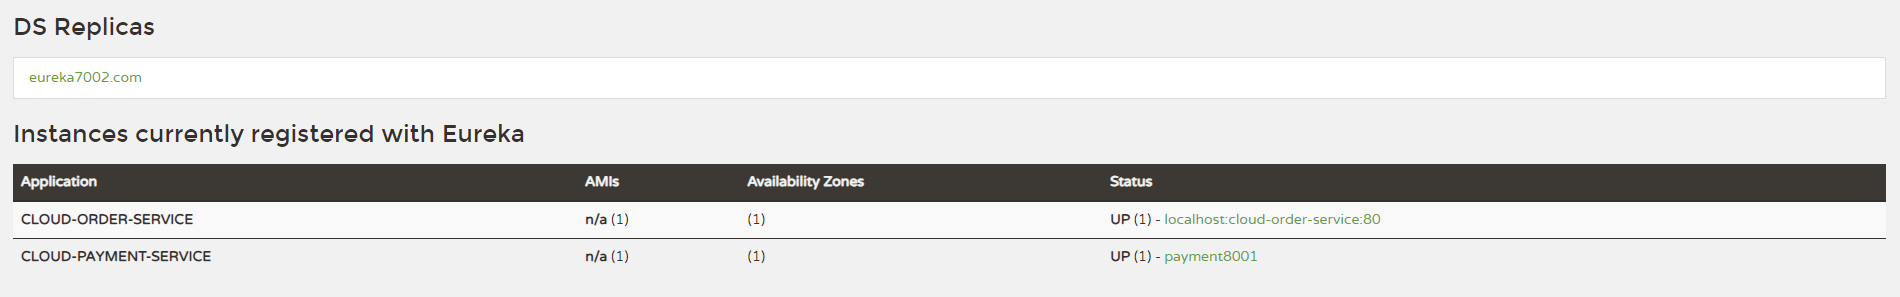 DS Replicas
eureka7002.com
Instances currently registered with Eureka
Application AMIs Availability Zones Status
CLOUD-ORDER-SERVICE n/a (1) (1) UP (1) - localhost:cloud-order-service:80
CLOUD-PAYMENT-SERVICE n/a (1) (1) UP (1) - payment8001